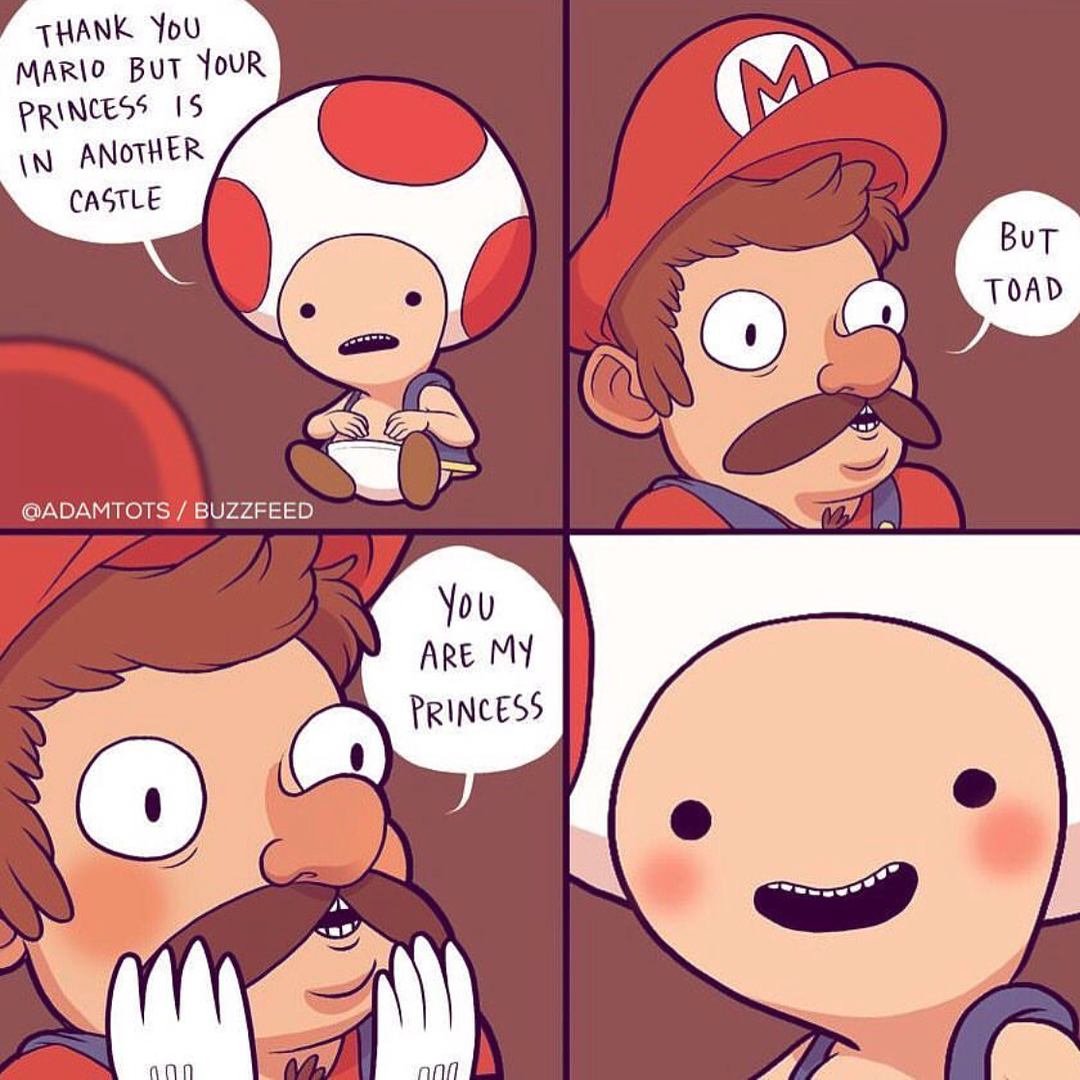 THANK YOU
MARIO BUT YOUR
PRINCESS IS
IN ANOTHER
CASTLE
@ADAMTOTS / BUZZFEED
M
BUT
TOAD
YOU
ARE MY
PRINCESS